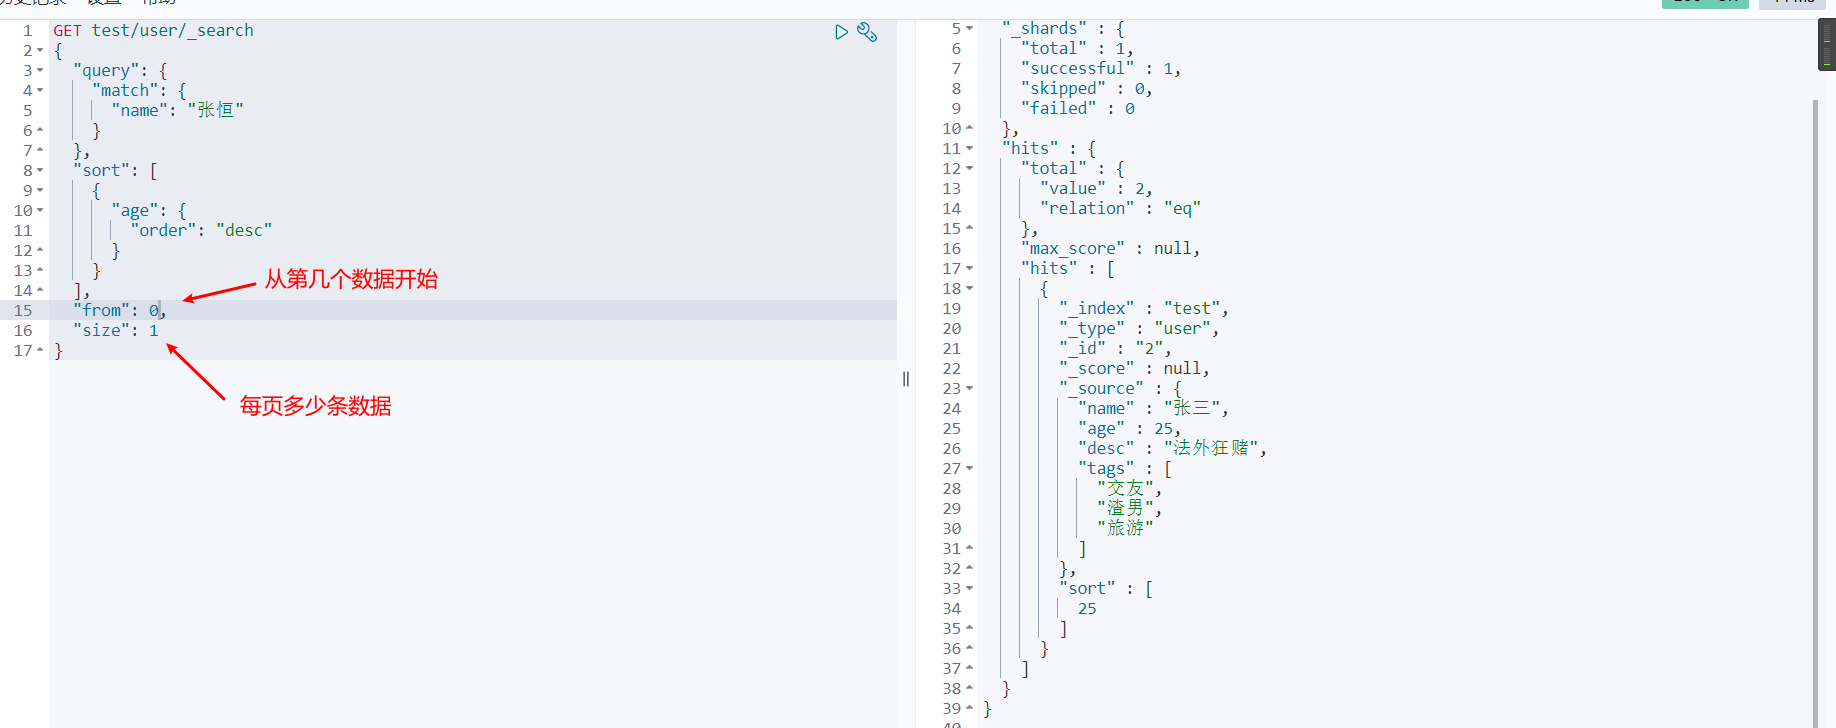 设置
帮助
1 GET test/user/_search
2 {
3 "query": {
4 "match": {
5 "name": "张恒"
6 }
7 },
8 "sort": [
9 {
10 "age": {
11 "order": "desc"
12 }
13 }
14 ],
15 "from": 0,
16 "size": 1
17 }
从第几个数据开始
每页多少条数据
5 "_shards" : {
6 "total" : 1,
7 "successful" : 1,
8 "skipped" : 0,
9 "failed" : 0
10 },
11 "hits" : {
12 "total" : {
13 "value" : 2,
14 "relation" : "eq"
15 },
16 "max_score" : null,
17 "hits" : [
18 {
19 "_index" : "test",
20 "_type" : "user",
21 "_id" : "2",
22 "_score" : null,
23 "_source" : {
24 "name" : "张三",
25 "age" : 25,
26 "desc" : "法外狂赌",
27 "tags" : [
28 "交友",
29 "渣男",
30 "旅游"
31 ]
32 },
33 "sort" : [
34 25
35 ]
36 }
37 ]
38 }
39 }
40